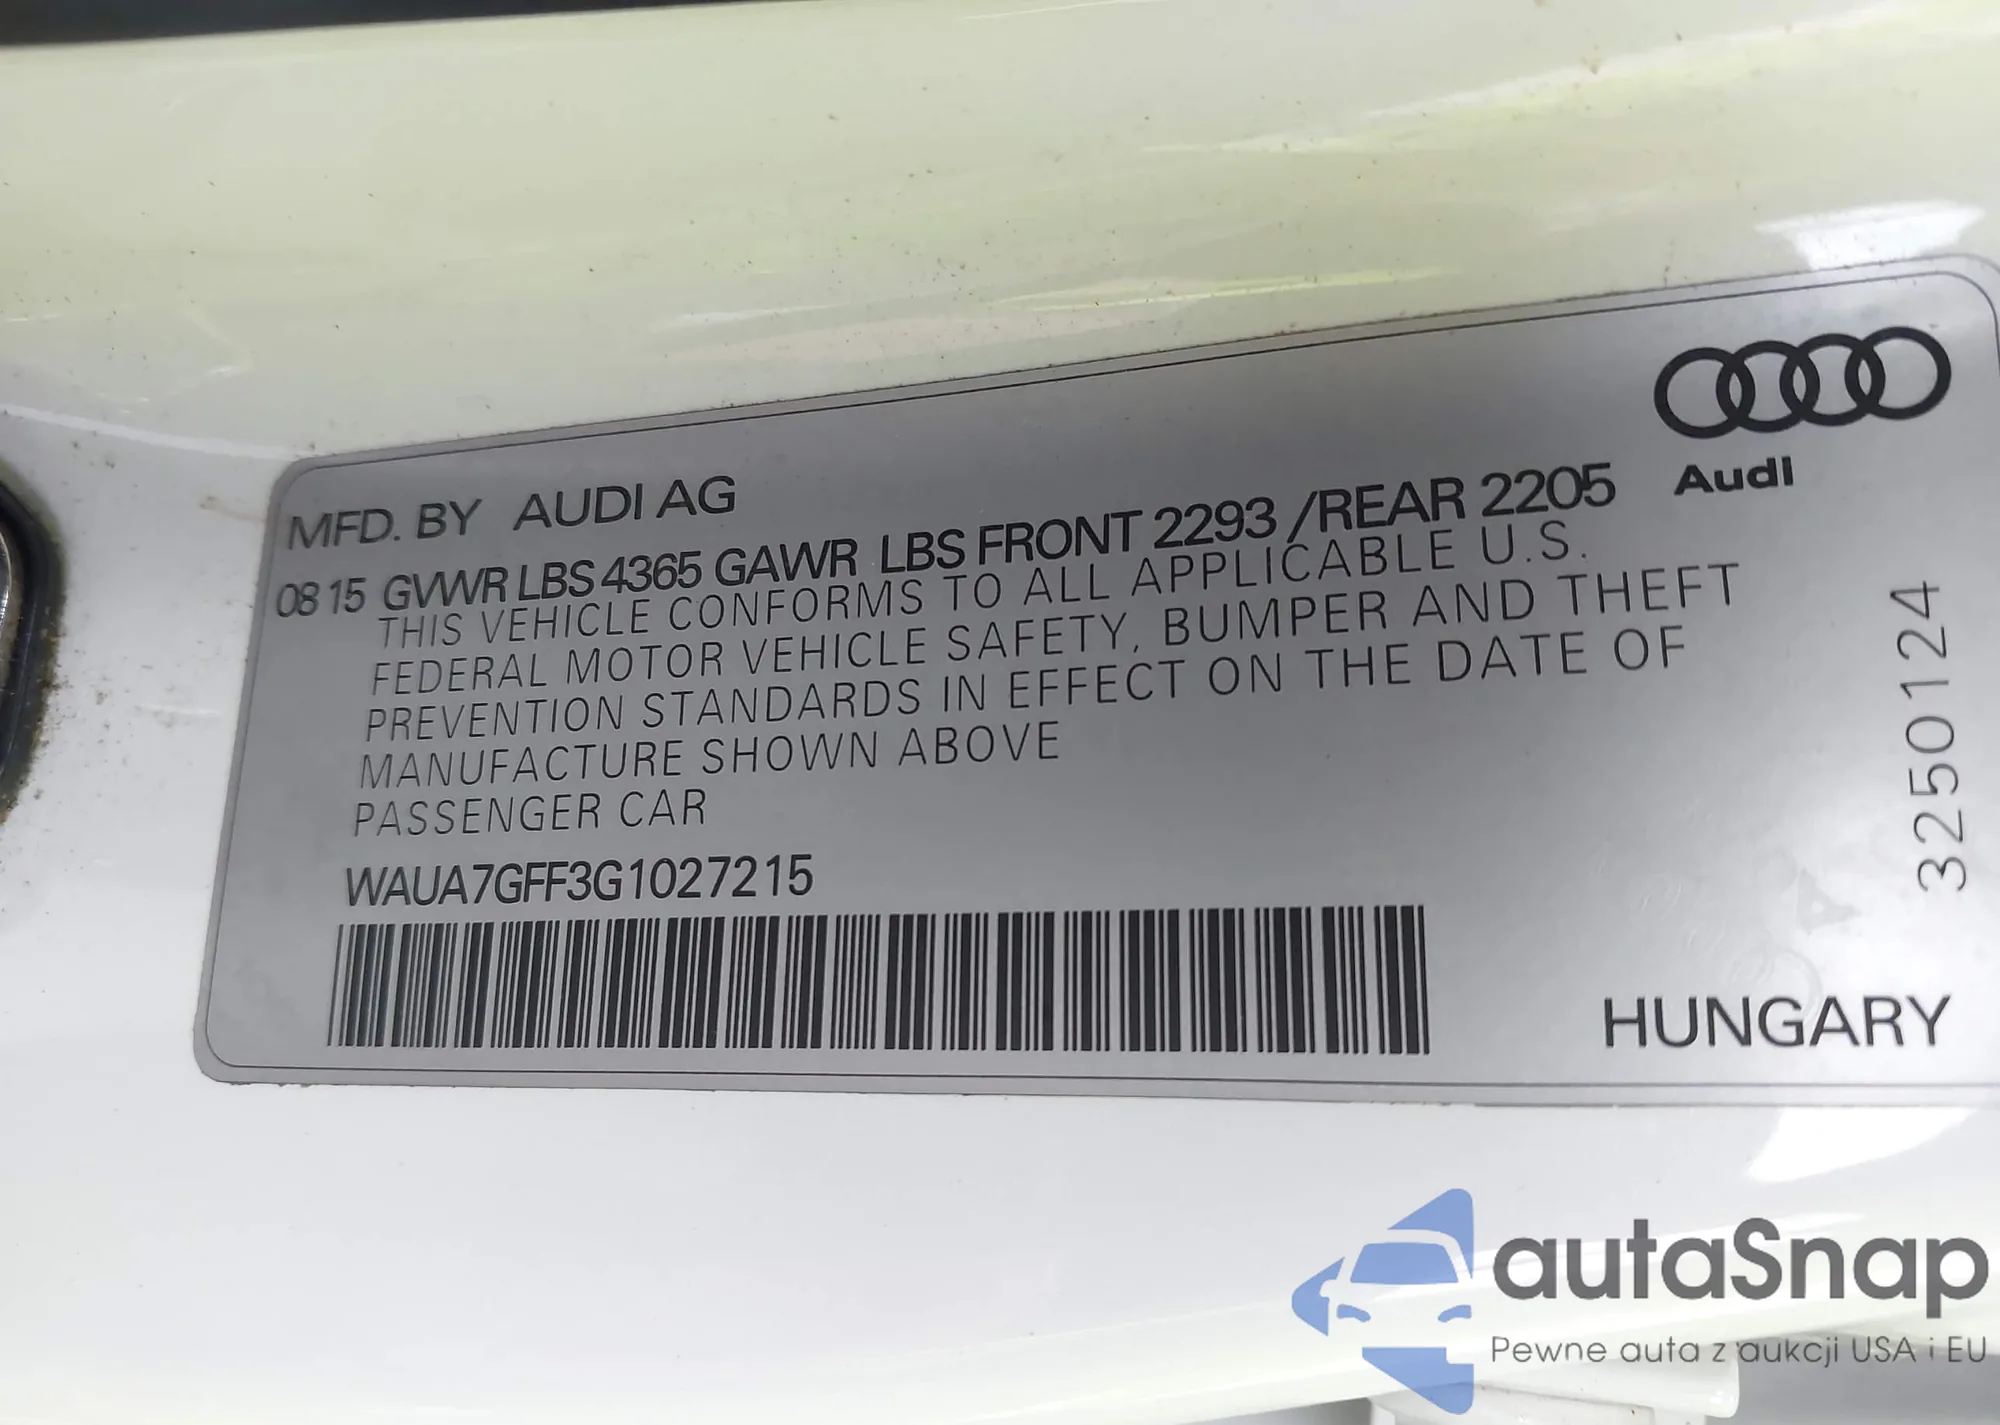 MFD. BY AUDI AG
0815 GVWR LBS 4365 GAWR LBS FRONT 2293 /REAR 2205
THIS VEHICLE CONFORMS TO ALL APPLICABLE U.S.
FEDERAL MOTOR VEHICLE SAFETY, BUMPER AND THEFT
PREVENTION STANDARDS IN EFFECT ON THE DATE OF
MANUFACTURE SHOWN ABOVE
PASSENGER CAR
WAUA7GFF3G1027215
Audi
3250124
HUNGARY
autaSnap
Pewne auta z aukcji USA i EU